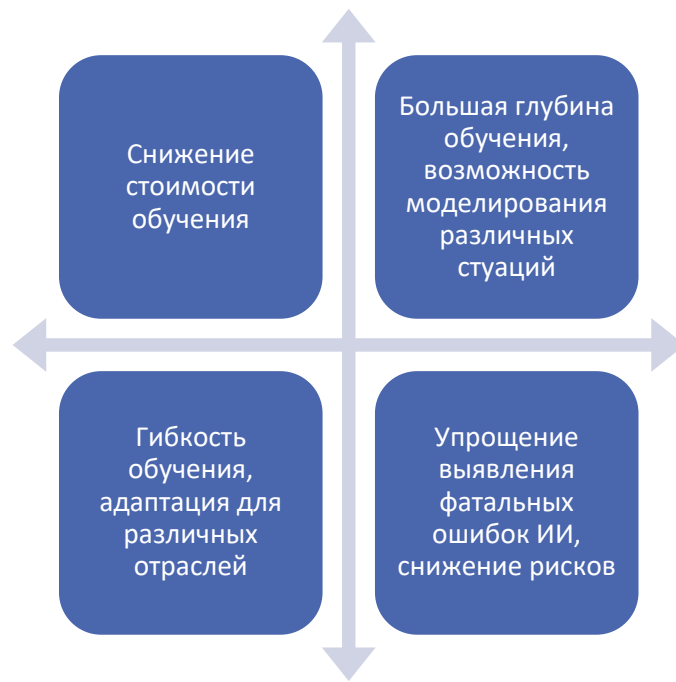 Снижение
стоимости
обучения
Большая глубина
обучения,
возможность
моделирования
различных
стуаций
Гибкость
обучения,
адаптация для
различных
отраслей
Упрощение
выявления
фатальных
ошибок ИИ,
снижение рисков